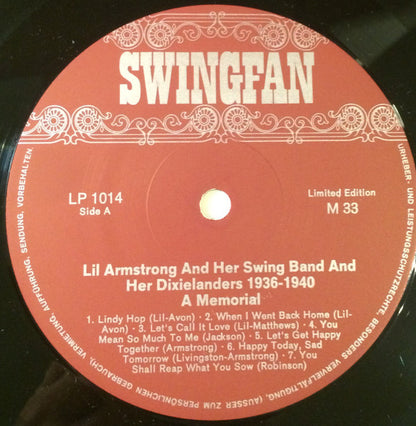 SWINGFAN
LP 1014
Side A
Limited Edition
M 33
Lil Armstrong And Her Swing Band And
Her Dixielanders 1936-1940
A Memorial
1. Lindy Hop (Lil-Avon) · 2. When I Went Back Home (Lil-
Avon) · 3. Let's Call It Love (Lil-Matthews) · 4. You
Mean So Much To Me (Jackson) · 5. Let's Get Happy
Together (Armstrong) · 6. Happy Today, Sad
Tomorrow (Livingston-Armstrong) · 7. You
Shall Reap What You Sow (Robinson)
URHEBER- UND LEISTUNGSSCHUTZRECHTE, BESONDERS VERVIELFÄLTIGUNG, (AUSSER ZUM PERSÖNLICHEN GEBRAUCH), VERMIETUNG, AUFFÜHRUNG, SENDUNG, VORBEHALTEN.